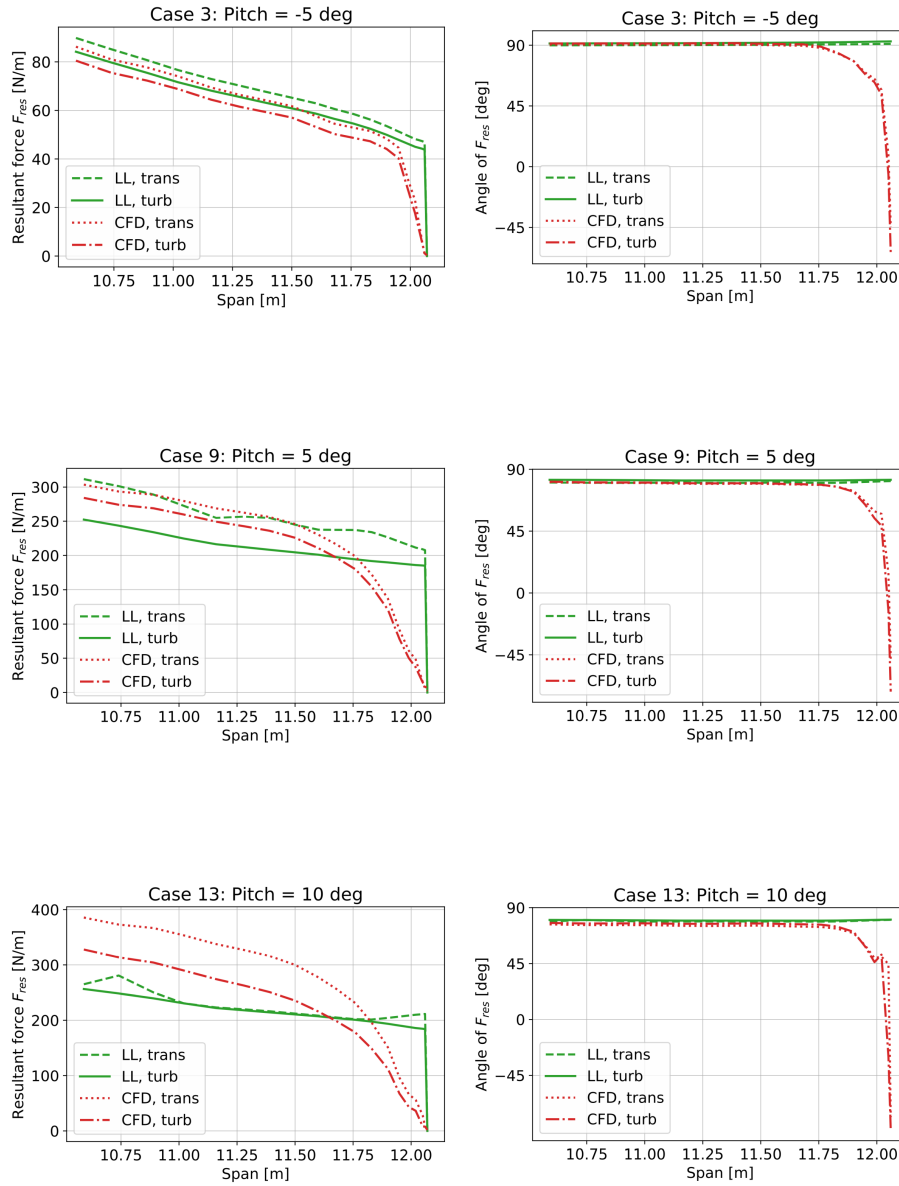 Case 3: Pitch = -5 deg
Resultant force F_res [N/m]
80
60
40
20
0
LL, trans
LL, turb
CFD, trans
CFD, turb
10.75 11.00 11.25 11.50 11.75 12.00
Span [m]
Case 3: Pitch = -5 deg
Angle of F_res [deg]
90
45
0
−45
LL, trans
LL, turb
CFD, trans
CFD, turb
10.75 11.00 11.25 11.50 11.75 12.00
Span [m]
Case 9: Pitch = 5 deg
Resultant force F_res [N/m]
300
250
200
150
100
50
0
LL, trans
LL, turb
CFD, trans
CFD, turb
10.75 11.00 11.25 11.50 11.75 12.00
Span [m]
Case 9: Pitch = 5 deg
Angle of F_res [deg]
90
45
0
−45
LL, trans
LL, turb
CFD, trans
CFD, turb
10.75 11.00 11.25 11.50 11.75 12.00
Span [m]
Case 13: Pitch = 10 deg
Resultant force F_res [N/m]
400
300
200
100
0
LL, trans
LL, turb
CFD, trans
CFD, turb
10.75 11.00 11.25 11.50 11.75 12.00
Span [m]
Case 13: Pitch = 10 deg
Angle of F_res [deg]
90
45
0
−45
LL, trans
LL, turb
CFD, trans
CFD, turb
10.75 11.00 11.25 11.50 11.75 12.00
Span [m]